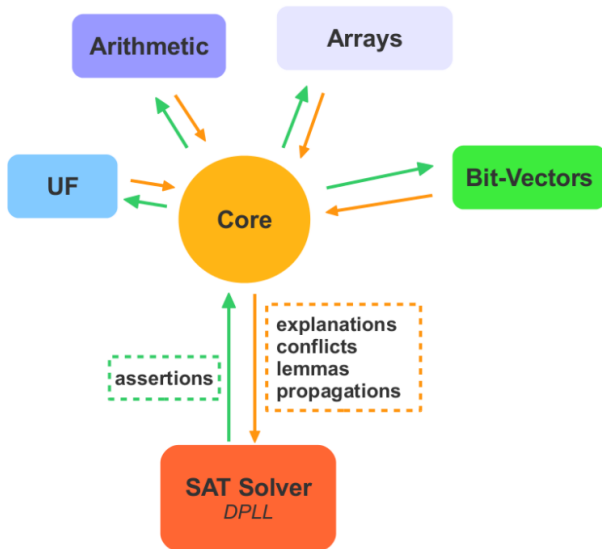 Arithmetic
Arrays
UF
Bit-Vectors
Core
explanations
conflicts
lemmas
propagations
assertions
SAT Solver
DPLL